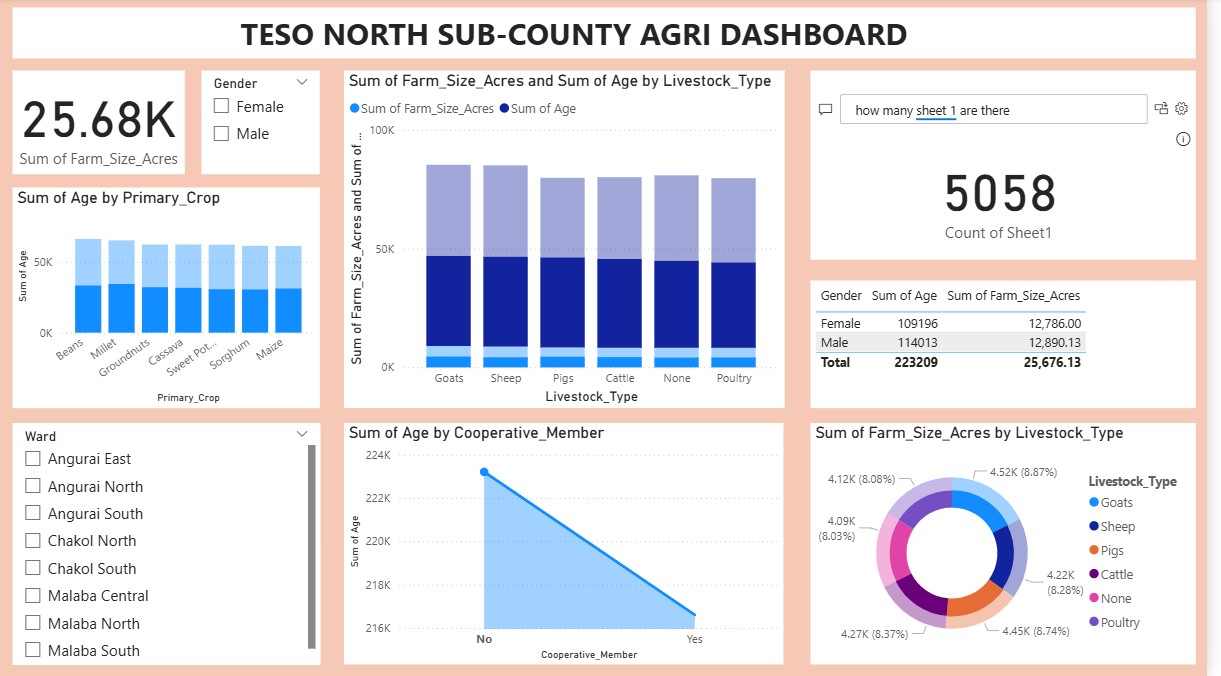 TESO NORTH SUB-COUNTY AGRI DASHBOARD
25.68K
Sum of Farm_Size_Acres
Gender
Female
Male
Sum of Age by Primary_Crop
Sum of Age
50K
0K
Beans
Millet
Groundnuts
Cassava
Sweet Pot...
Sorghum
Maize
Primary_Crop
Ward
Angurai East
Angurai North
Angurai South
Chakol North
Chakol South
Malaba Central
Malaba North
Malaba South
Sum of Farm_Size_Acres and Sum of Age by Livestock_Type
Sum of Farm_Size_Acres Sum of Age
Sum of Farm_Size_Acres and Sum of ...
100K
50K
0K
Goats Sheep Pigs Cattle None Poultry
Livestock_Type
Sum of Age by Cooperative_Member
Sum of Age
224K
222K
220K
218K
216K
No Yes
Cooperative_Member
how many sheet 1 are there
5058
Count of Sheet1
Gender Sum of Age Sum of Farm_Size_Acres
Female 109196 12,786.00
Male 114013 12,890.13
Total 223209 25,676.13
Sum of Farm_Size_Acres by Livestock_Type
4.52K (8.87%)
4.22K
(8.28%)
4.45K (8.74%)
4.27K (8.37%)
4.09K
(8.03%)
4.12K (8.08%)
Livestock_Type
Goats
Sheep
Pigs
Cattle
None
Poultry